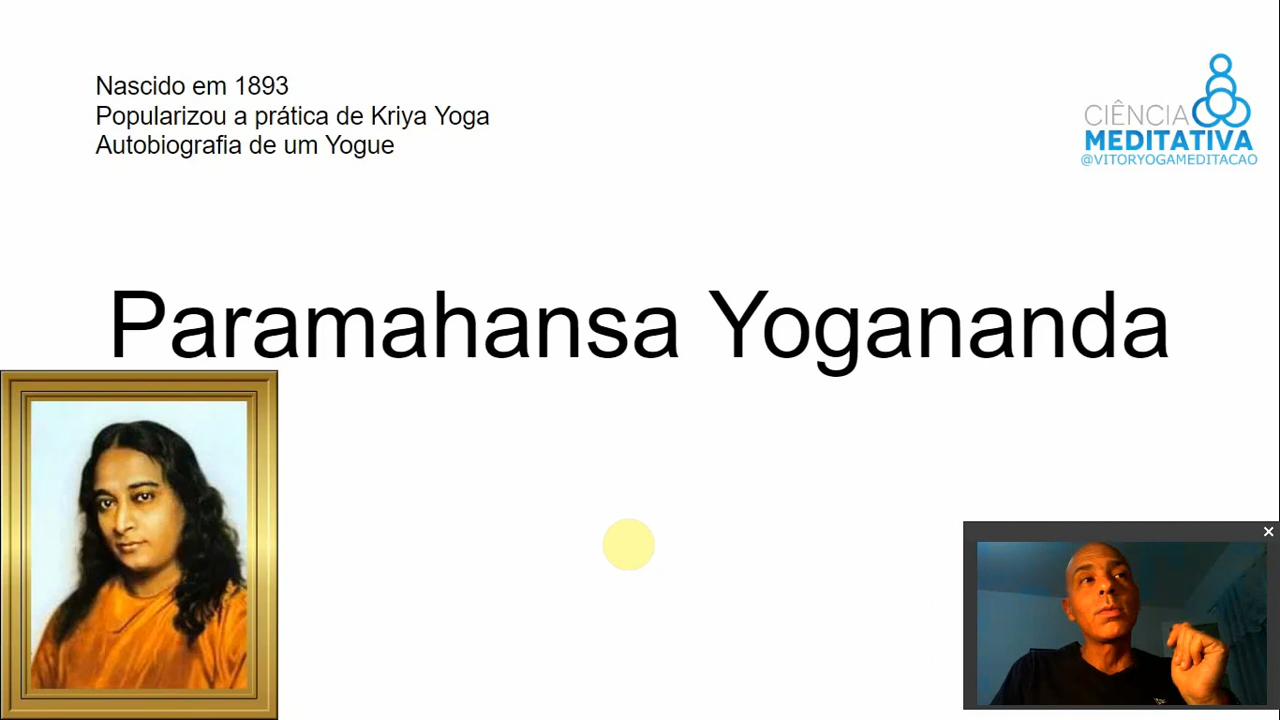 Nascido em 1893
Popularizou a prática de Kriya Yoga
Autobiografia de um Yogue
CIÊNCIA
MEDITATIVA
@VITORYOGAMEDITACAO
Paramahansa Yogananda